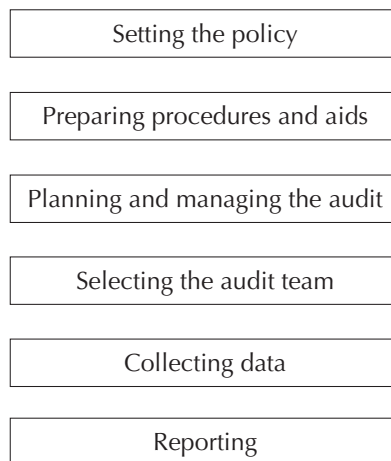 Setting the policy
Preparing procedures and aids
Planning and managing the audit
Selecting the audit team
Collecting data
Reporting